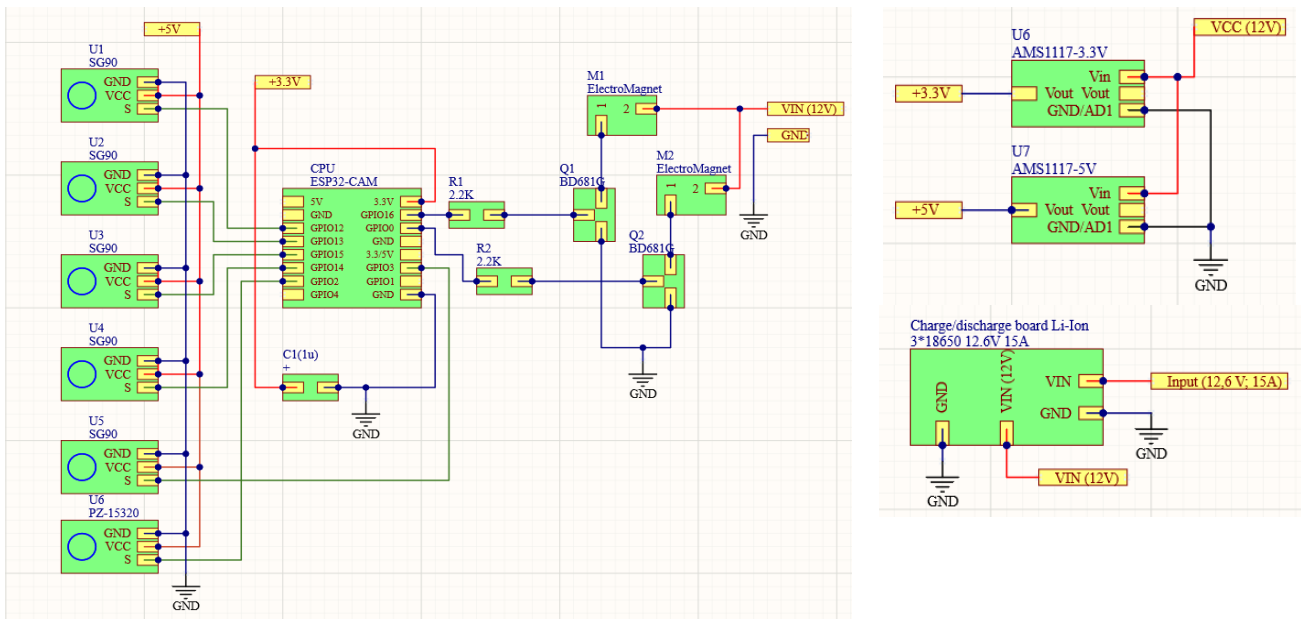 +5V
U1
SG90
GND
VCC
S
U2
SG90
GND
VCC
S
U3
SG90
GND
VCC
S
U4
SG90
GND
VCC
S
U5
SG90
GND
VCC
S
U6
PZ-15320
GND
VCC
S
GND
+3.3V
CPU
ESP32-CAM
5V 3.3V
GND GPIO16
GPIO12 GPIO0
GPIO13 GND
GPIO15 3.3/5V
GPIO14 GPIO3
GPIO2 GPIO1
GPIO4 GND
C1(1u)
+
GND
R1
2.2K
R2
2.2K
Q1
BD681G
Q2
BD681G
GND
M1
ElectroMagnet
1 2
M2
ElectroMagnet
1 2
VIN (12V)
GND
GND
VCC (12V)
U6
AMS1117-3.3V
Vin
Vout Vout
GND/AD1
+3.3V
U7
AMS1117-5V
Vin
Vout Vout
GND/AD1
+5V
GND
Charge/discharge board Li-Ion
3*18650 12.6V 15A
GND
VIN (12V)
VIN
GND
Input (12,6 V; 15A)
GND
GND
VIN (12V)